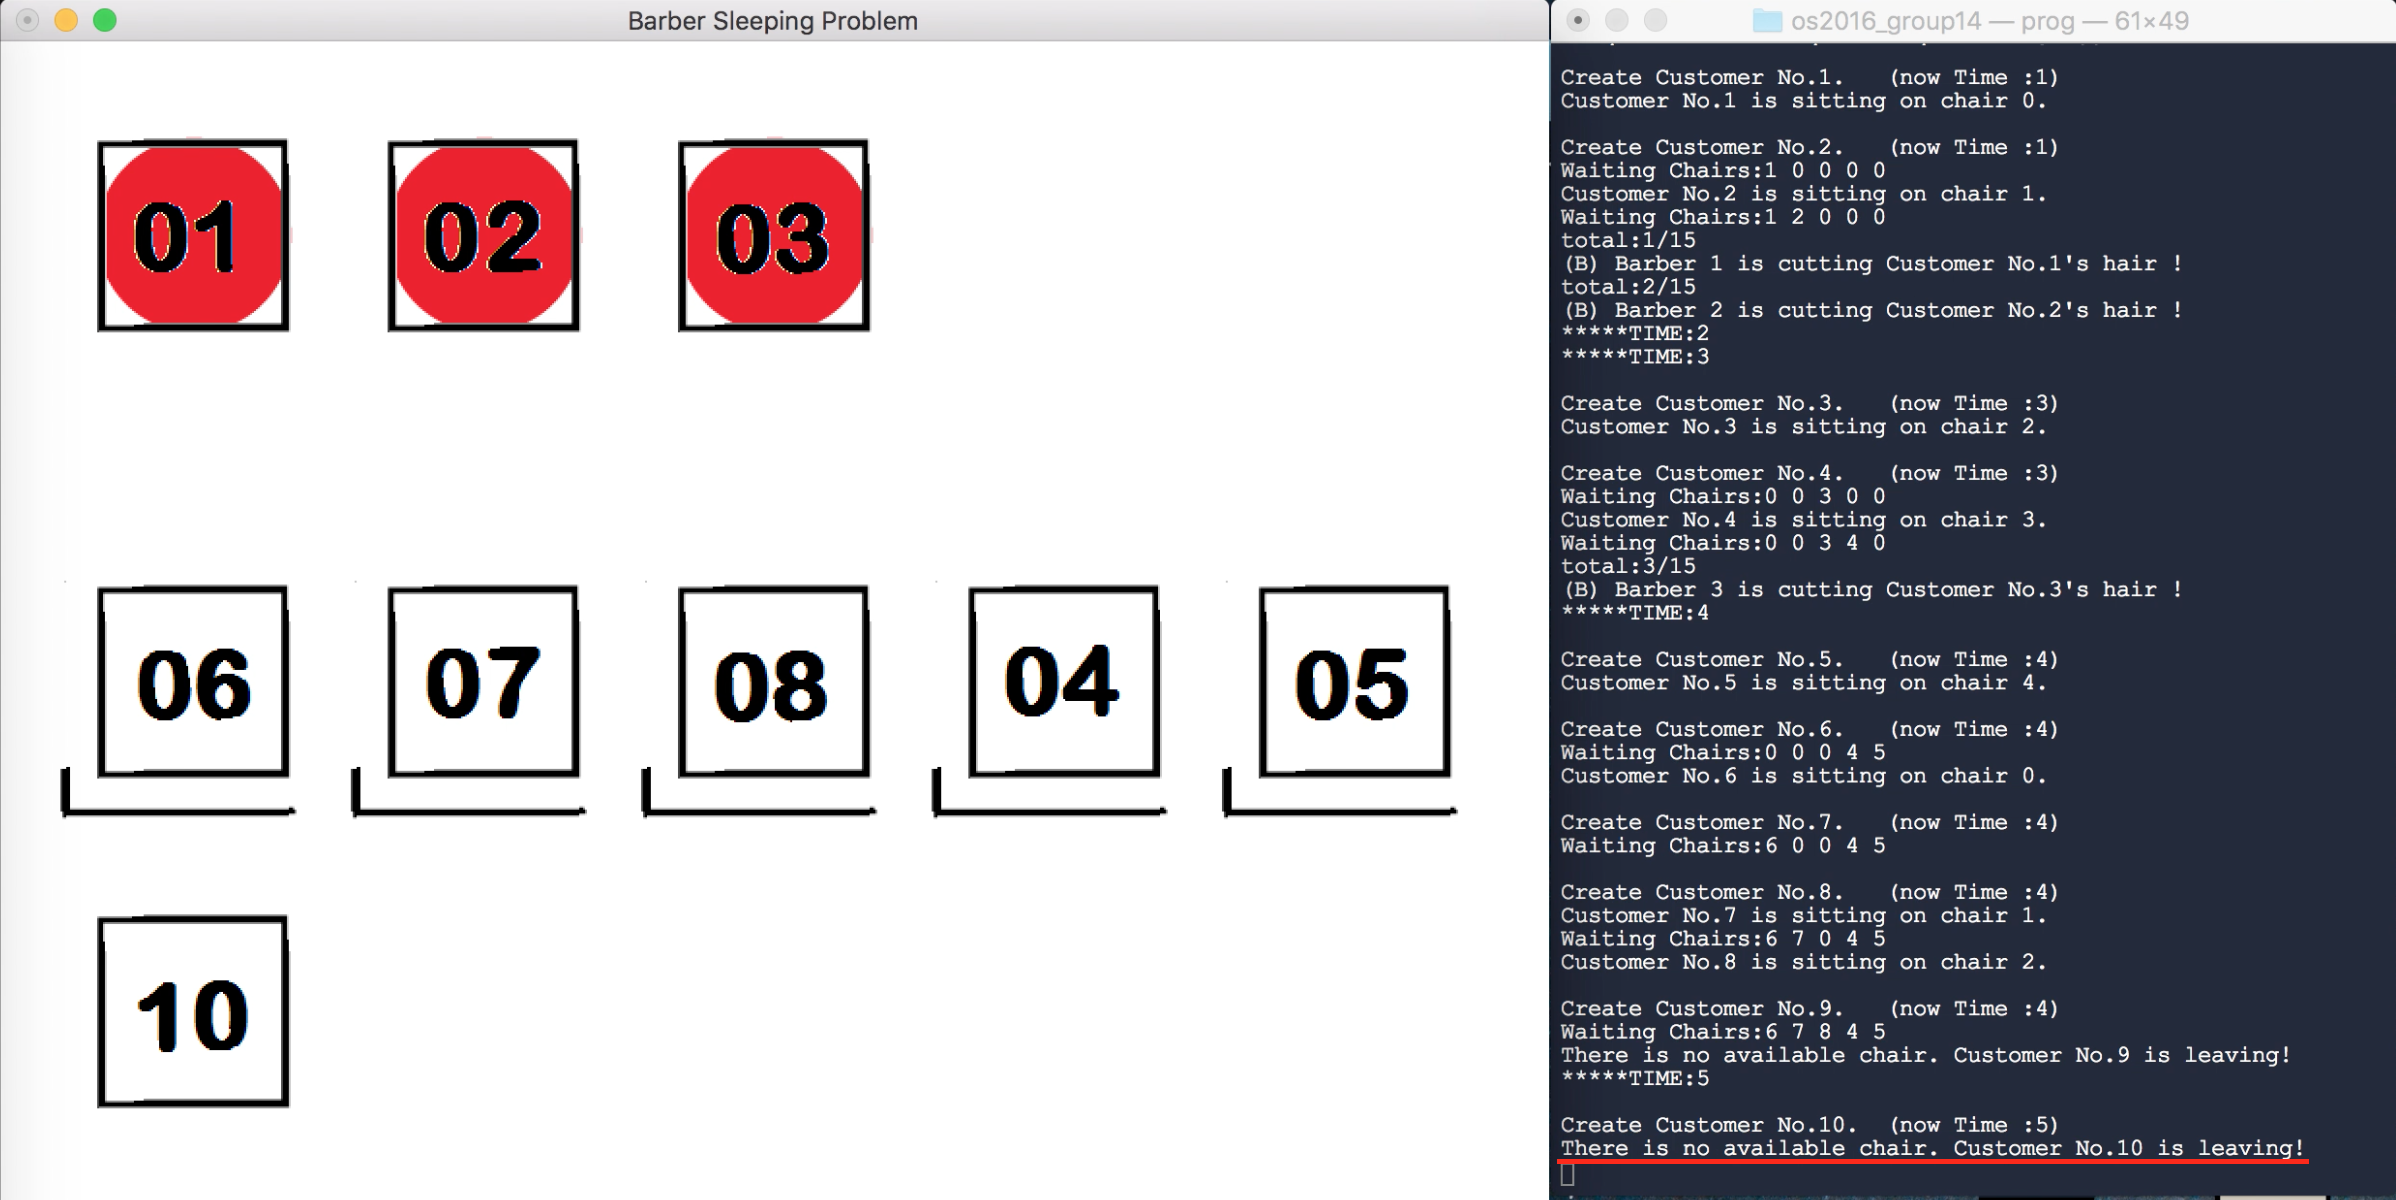 Barber Sleeping Problem
01 02 03
06 07 08 04 05
10
os2016_group14 — prog — 61×49
Create Customer No.1. (now Time :1)
Customer No.1 is sitting on chair 0.
Create Customer No.2. (now Time :1)
Waiting Chairs:1 0 0 0 0
Customer No.2 is sitting on chair 1.
Waiting Chairs:1 2 0 0 0
total:1/15
(B) Barber 1 is cutting Customer No.1's hair !
total:2/15
(B) Barber 2 is cutting Customer No.2's hair !
*****TIME:2
*****TIME:3
Create Customer No.3. (now Time :3)
Customer No.3 is sitting on chair 2.
Create Customer No.4. (now Time :3)
Waiting Chairs:0 0 3 0 0
Customer No.4 is sitting on chair 3.
Waiting Chairs:0 0 3 4 0
total:3/15
(B) Barber 3 is cutting Customer No.3's hair !
*****TIME:4
Create Customer No.5. (now Time :4)
Customer No.5 is sitting on chair 4.
Create Customer No.6. (now Time :4)
Waiting Chairs:0 0 0 4 5
Customer No.6 is sitting on chair 0.
Create Customer No.7. (now Time :4)
Waiting Chairs:6 0 0 4 5
Create Customer No.8. (now Time :4)
Customer No.7 is sitting on chair 1.
Waiting Chairs:6 7 0 4 5
Customer No.8 is sitting on chair 2.
Create Customer No.9. (now Time :4)
Waiting Chairs:6 7 8 4 5
There is no available chair. Customer No.9 is leaving!
*****TIME:5
Create Customer No.10. (now Time :5)
There is no available chair. Customer No.10 is leaving!